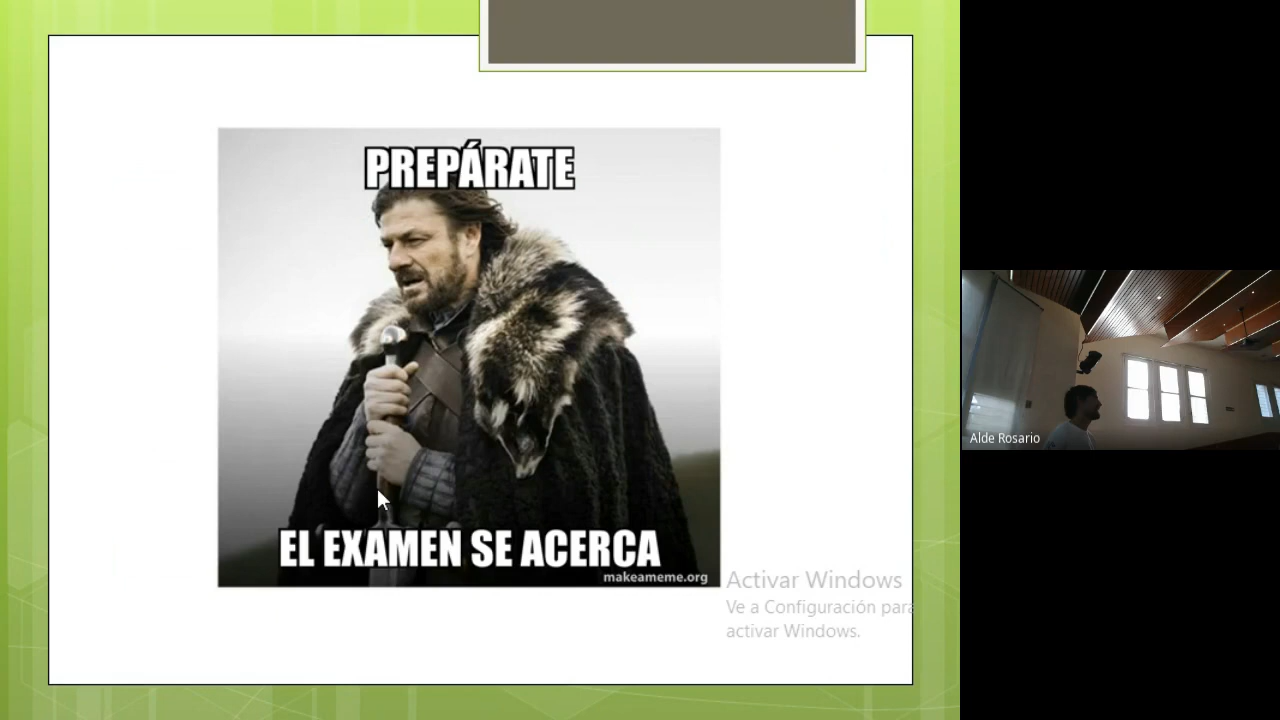 PREPÁRATE
EL EXAMEN SE ACERCA
makeameme.org
Activar Windows
Ve a Configuración para
activar Windows.
Alde Rosario